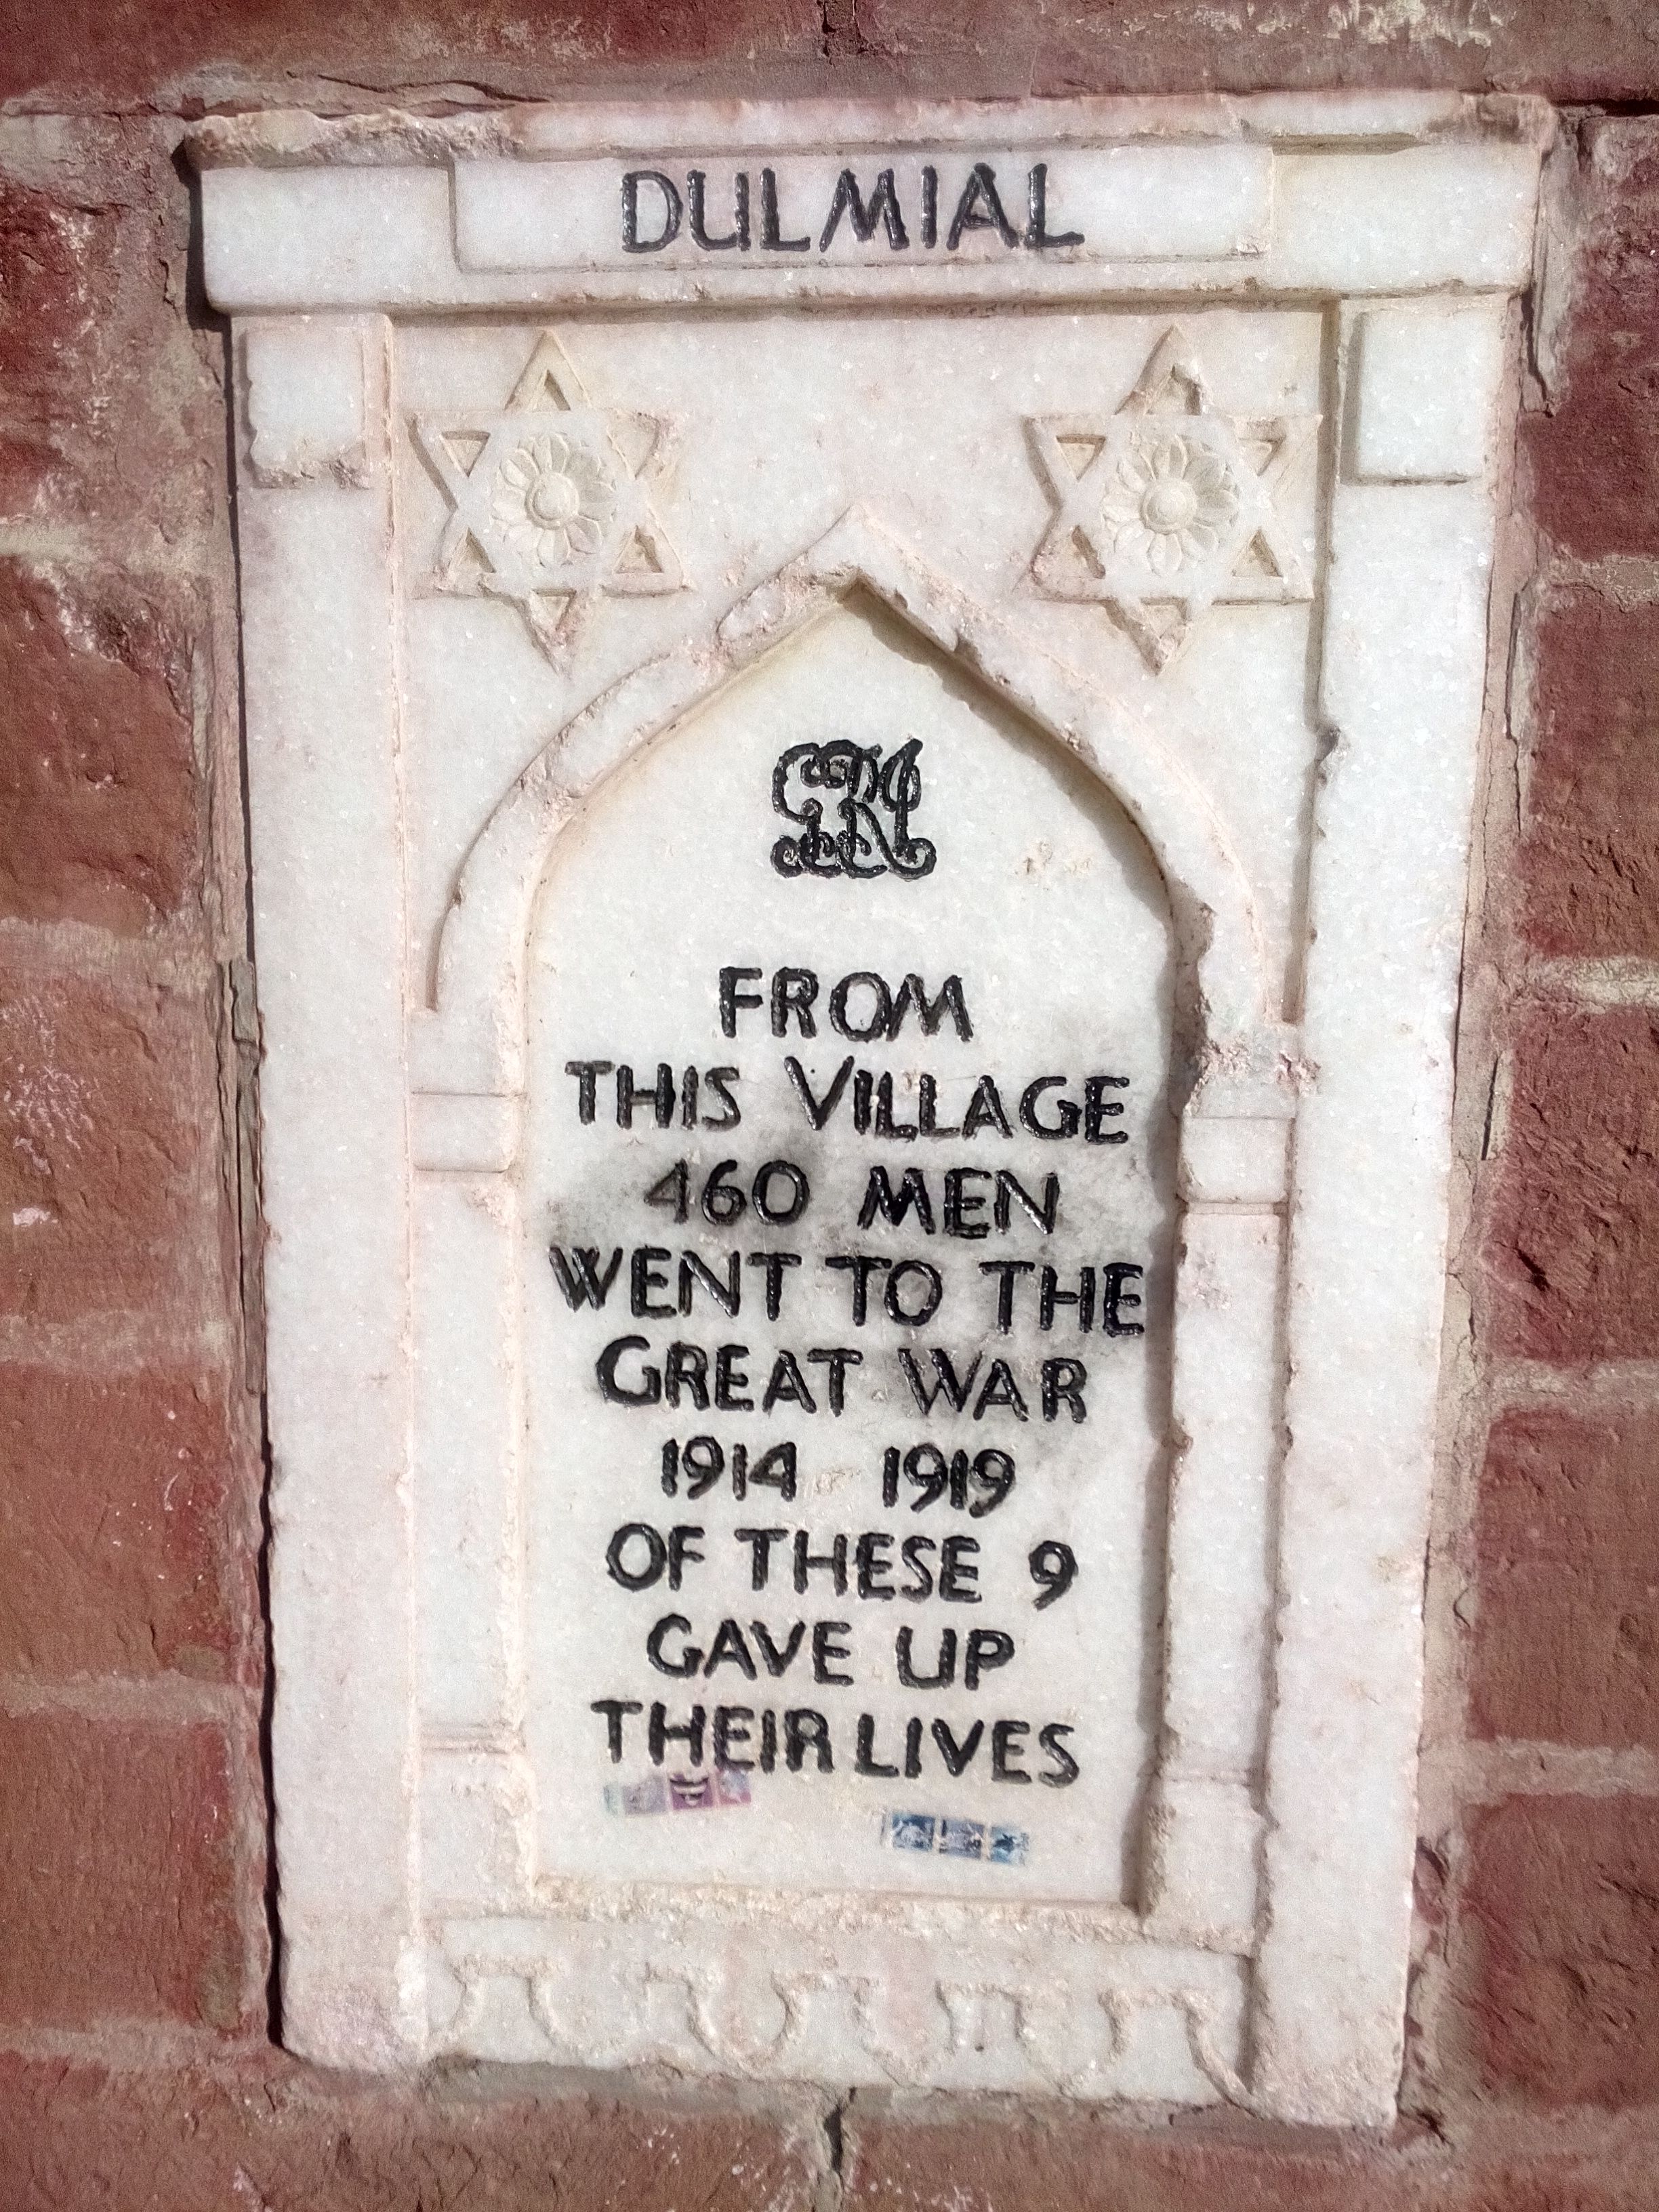 DULMIAL
GRI
FROM
THIS VILLAGE
460 MEN
WENT TO THE
GREAT WAR
1914 1919
OF THESE 9
GAVE UP
THEIR LIVES